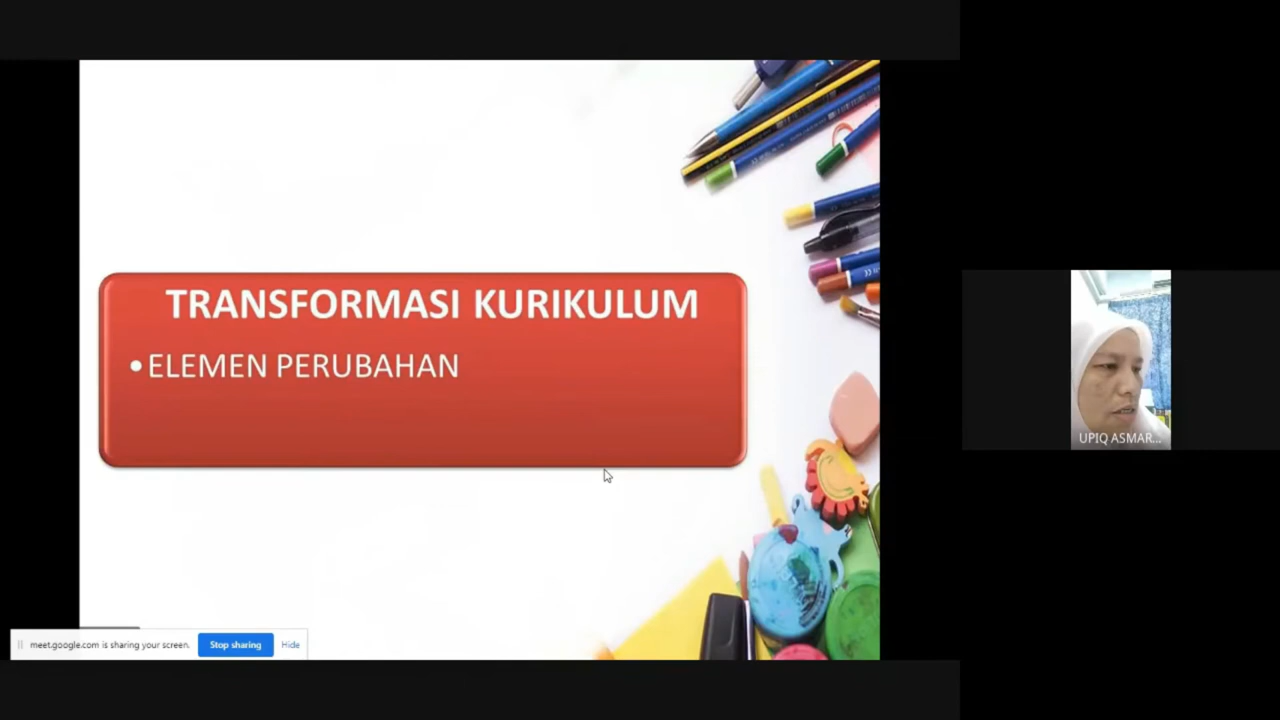 TRANSFORMASI KURIKULUM
•ELEMEN PERUBAHAN
UPIQ ASMAR...
meet.google.com is sharing your screen.
Stop sharing
Hide